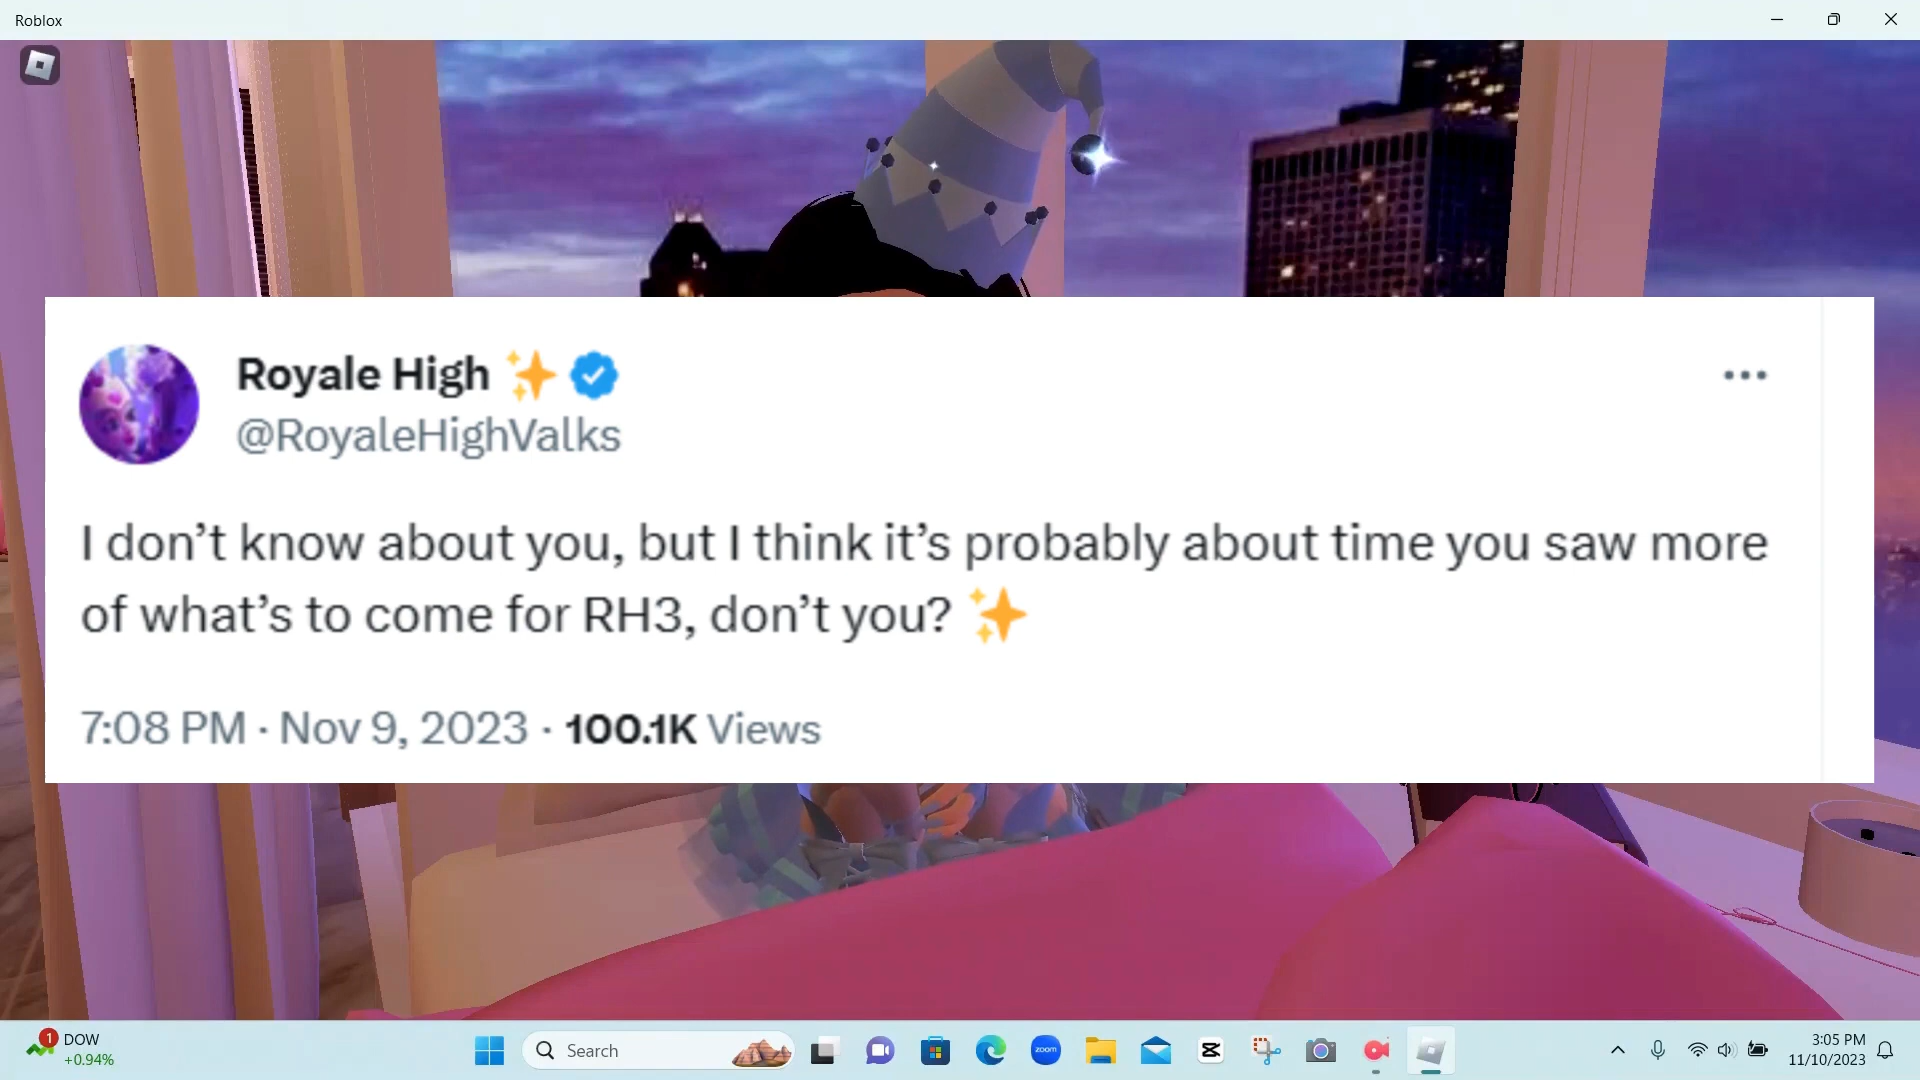 Roblox
Royale High ✨
@RoyaleHighValks
I don’t know about you, but I think it’s probably about time you saw more
of what’s to come for RH3, don’t you? ✨
7:08 PM · Nov 9, 2023 · 100.1K Views
1
DOW
+0.94%
Search
zoom
3:05 PM
11/10/2023